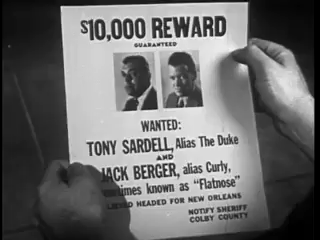 $10,000 REWARD
GUARANTEED
WANTED:
TONY SARDELL, Alias The Duke
AND
JACK BERGER, alias Curly,
times known as "Flatnose"
HEADED FOR NEW ORLEANS
NOTIFY SHERIFF
COLBY COUNTY